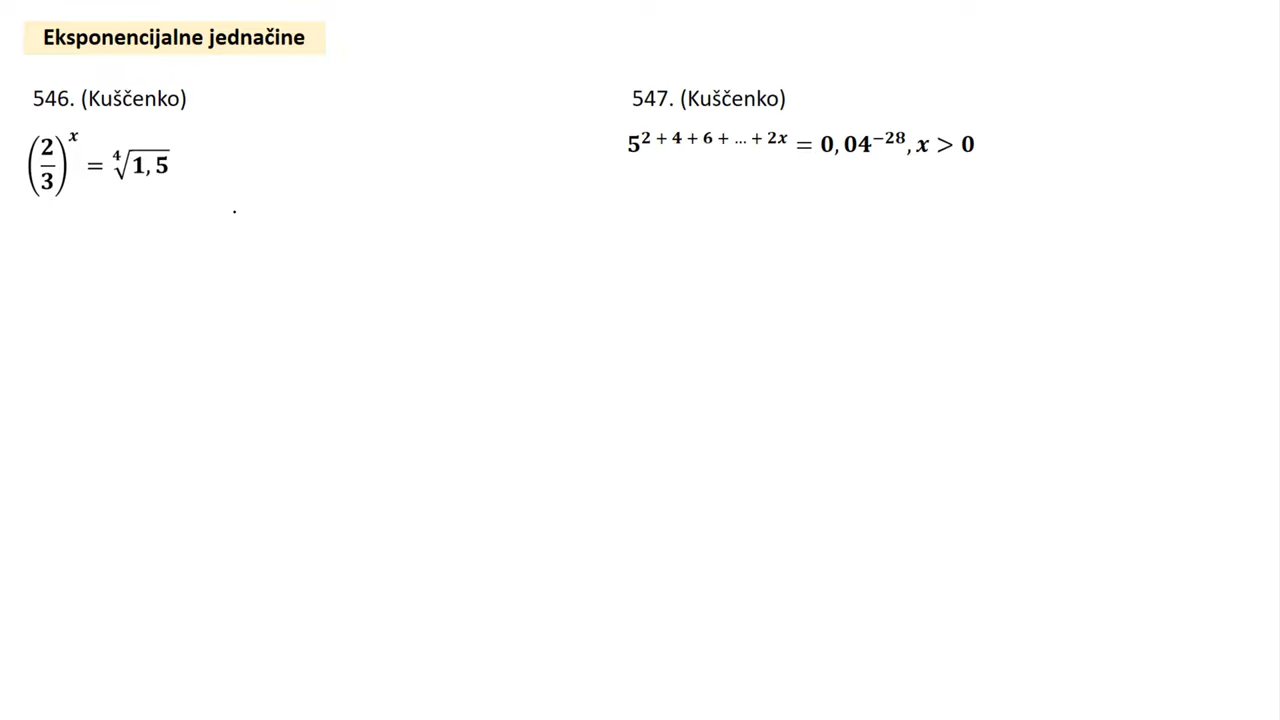 Eksponencijalne jednačine
546. (Kuščenko)
(2/3)^x = ∜1,5
547. (Kuščenko)
5^{2 + 4 + 6 + ... + 2x} = 0,04^{−28}, x > 0